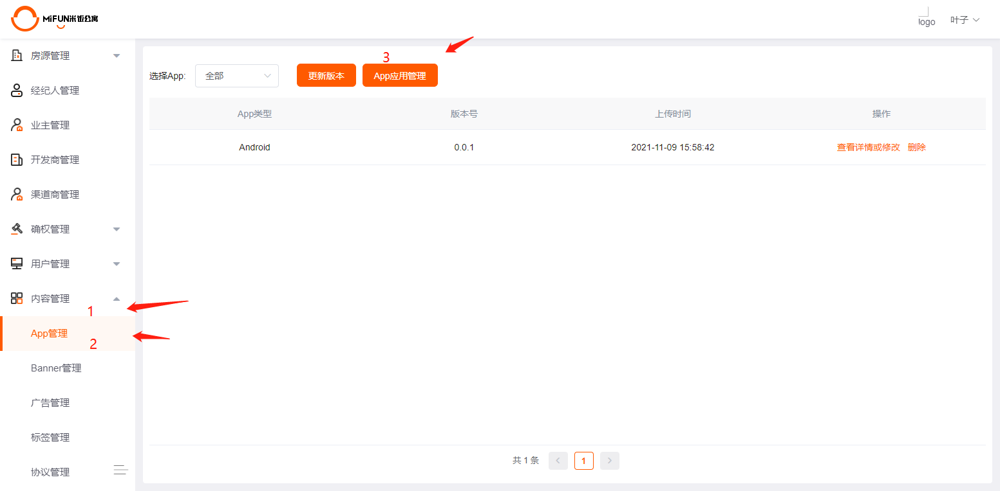 MiFUN米饭公寓
logo
叶子
房源管理
经纪人管理
业主管理
开发商管理
渠道商管理
确权管理
用户管理
内容管理
1
App管理
2
Banner管理
广告管理
标签管理
协议管理
3
选择App: 全部 更新版本 App应用管理
App类型 版本号 上传时间 操作
Android 0.0.1 2021-11-09 15:58:42 查看详情或修改 删除
共 1 条 1